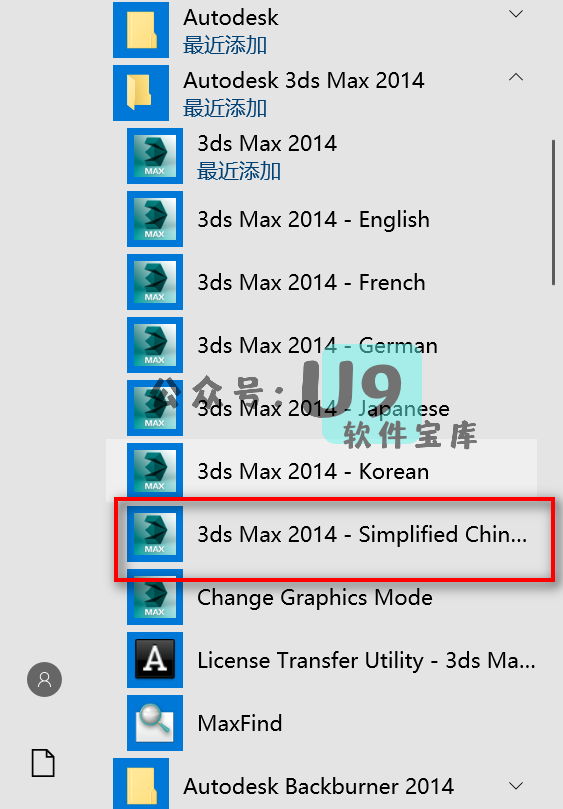 Autodesk
最近添加
Autodesk 3ds Max 2014
最近添加
MAX
3ds Max 2014
最近添加
MAX
3ds Max 2014 - English
MAX
3ds Max 2014 - French
MAX
3ds Max 2014 - German
MAX
3ds Max 2014 - Japanese
公众号:U9
软件宝库
MAX
3ds Max 2014 - Korean
MAX
3ds Max 2014 - Simplified Chin...
MAX
Change Graphics Mode
A
License Transfer Utility - 3ds Ma...
MaxFind
Autodesk Backburner 2014